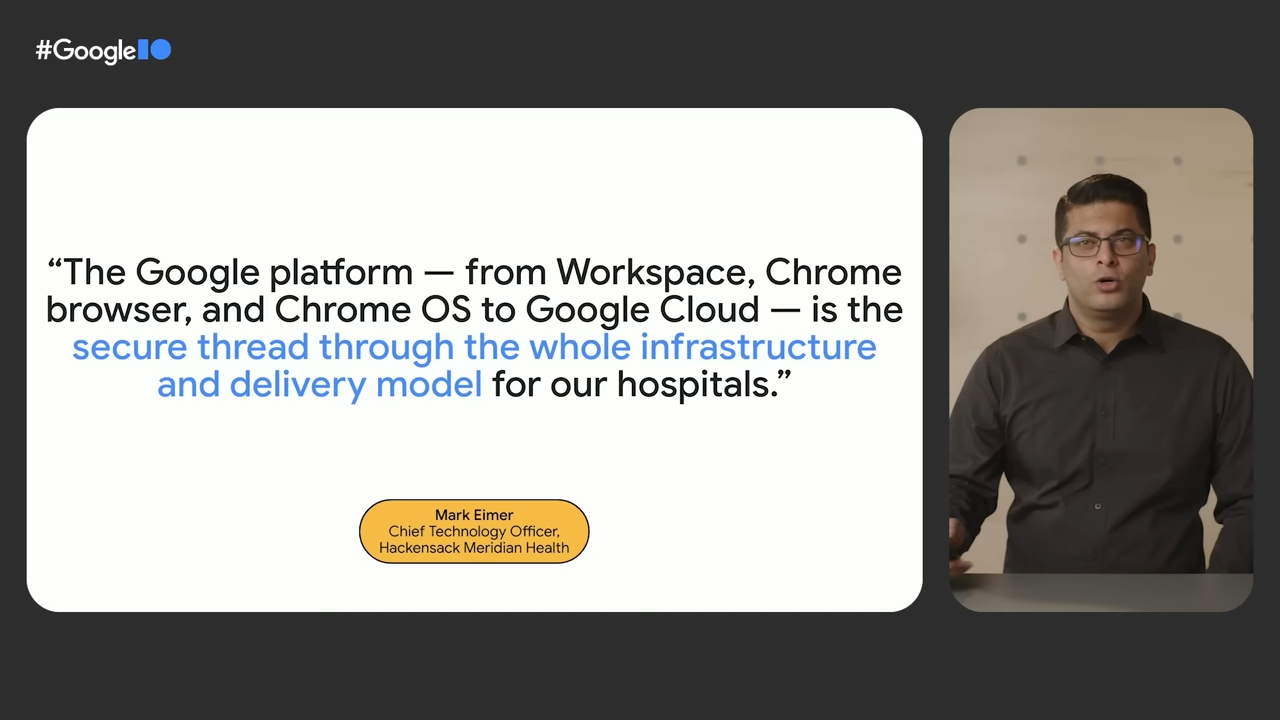 #GoogleIO
“The Google platform — from Workspace, Chrome
browser, and Chrome OS to Google Cloud — is the
secure thread through the whole infrastructure
and delivery model for our hospitals.”
Mark Eimer
Chief Technology Officer,
Hackensack Meridian Health